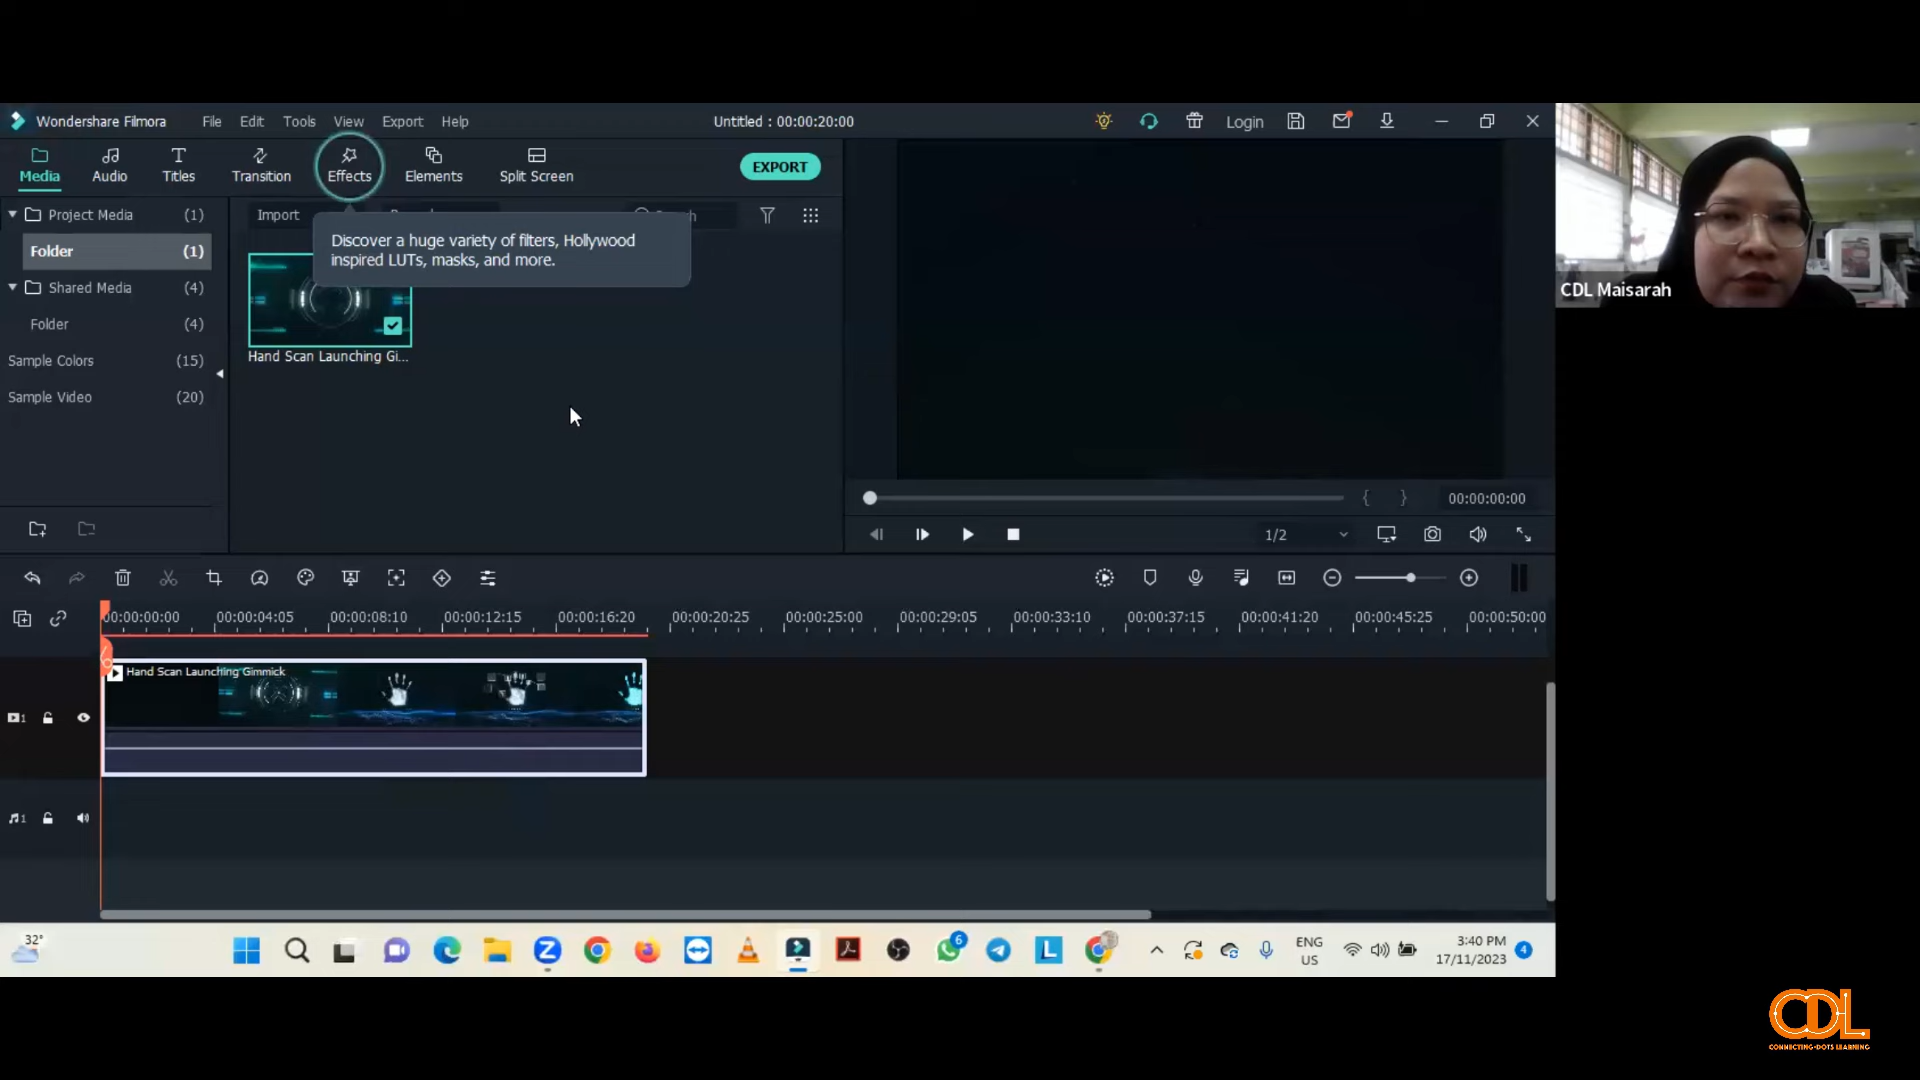 Wondershare Filmora
File Edit Tools View Export Help
Untitled : 00:00:20:00
Login
Media Audio Titles Transition Effects Elements Split Screen
EXPORT
Project Media (1)
Folder (1)
Shared Media (4)
Folder (4)
Sample Colors (15)
Sample Video (20)
Import
Discover a huge variety of filters, Hollywood
inspired LUTs, masks, and more.
Hand Scan Launching Gi...
00:00:00:00
1/2
00:00:00:00 00:00:04:05 00:00:08:10 00:00:12:15 00:00:16:20 00:00:20:25 00:00:25:00 00:00:29:05 00:00:33:10 00:00:37:15 00:00:41:20 00:00:45:25 00:00:50:00
Hand Scan Launching Gimmick
1
1
32°
6
ENG
US
3:40 PM
17/11/2023
4
CDL Maisarah
CDL
CONNECTING-DOTS LEARNING